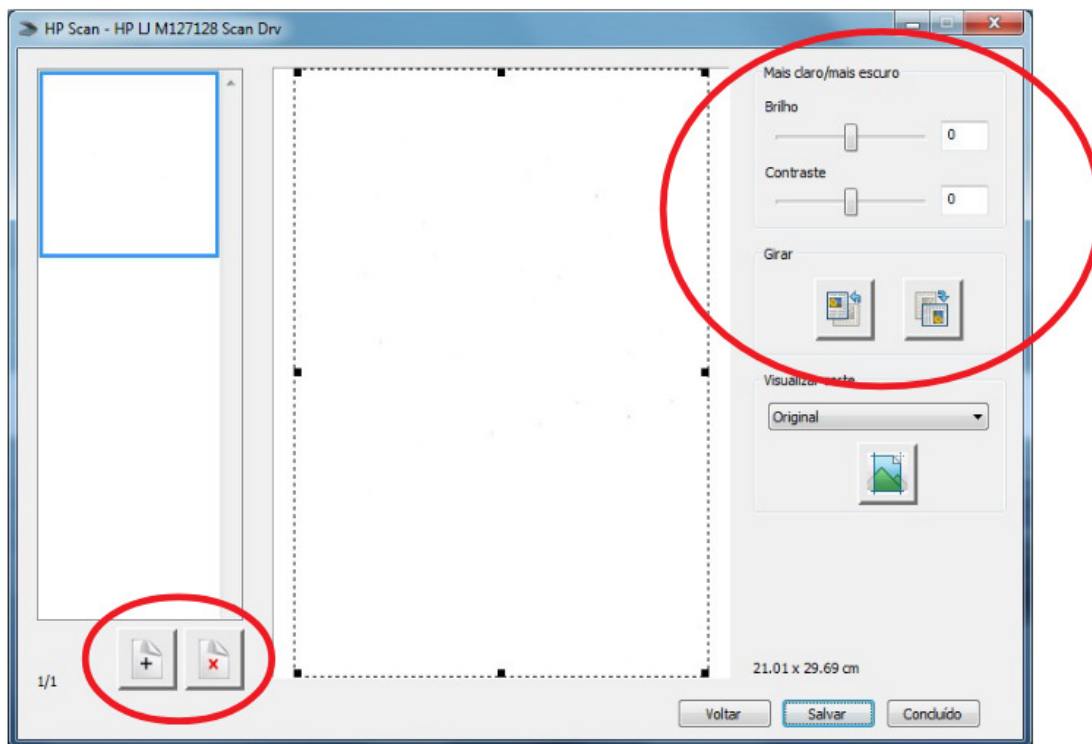 HP Scan - HP LJ M127128 Scan Drv
Mais claro/mais escuro
Brilho
0
Contraste
0
Girar
Visualizar
Original
1/1
21.01 x 29.69 cm
Voltar
Salvar
Concluído